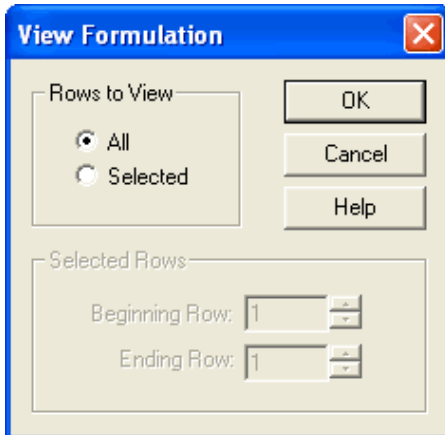 View Formulation
Rows to View
All
Selected
OK
Cancel
Help
Selected Rows
Beginning Row: 1
Ending Row: 1